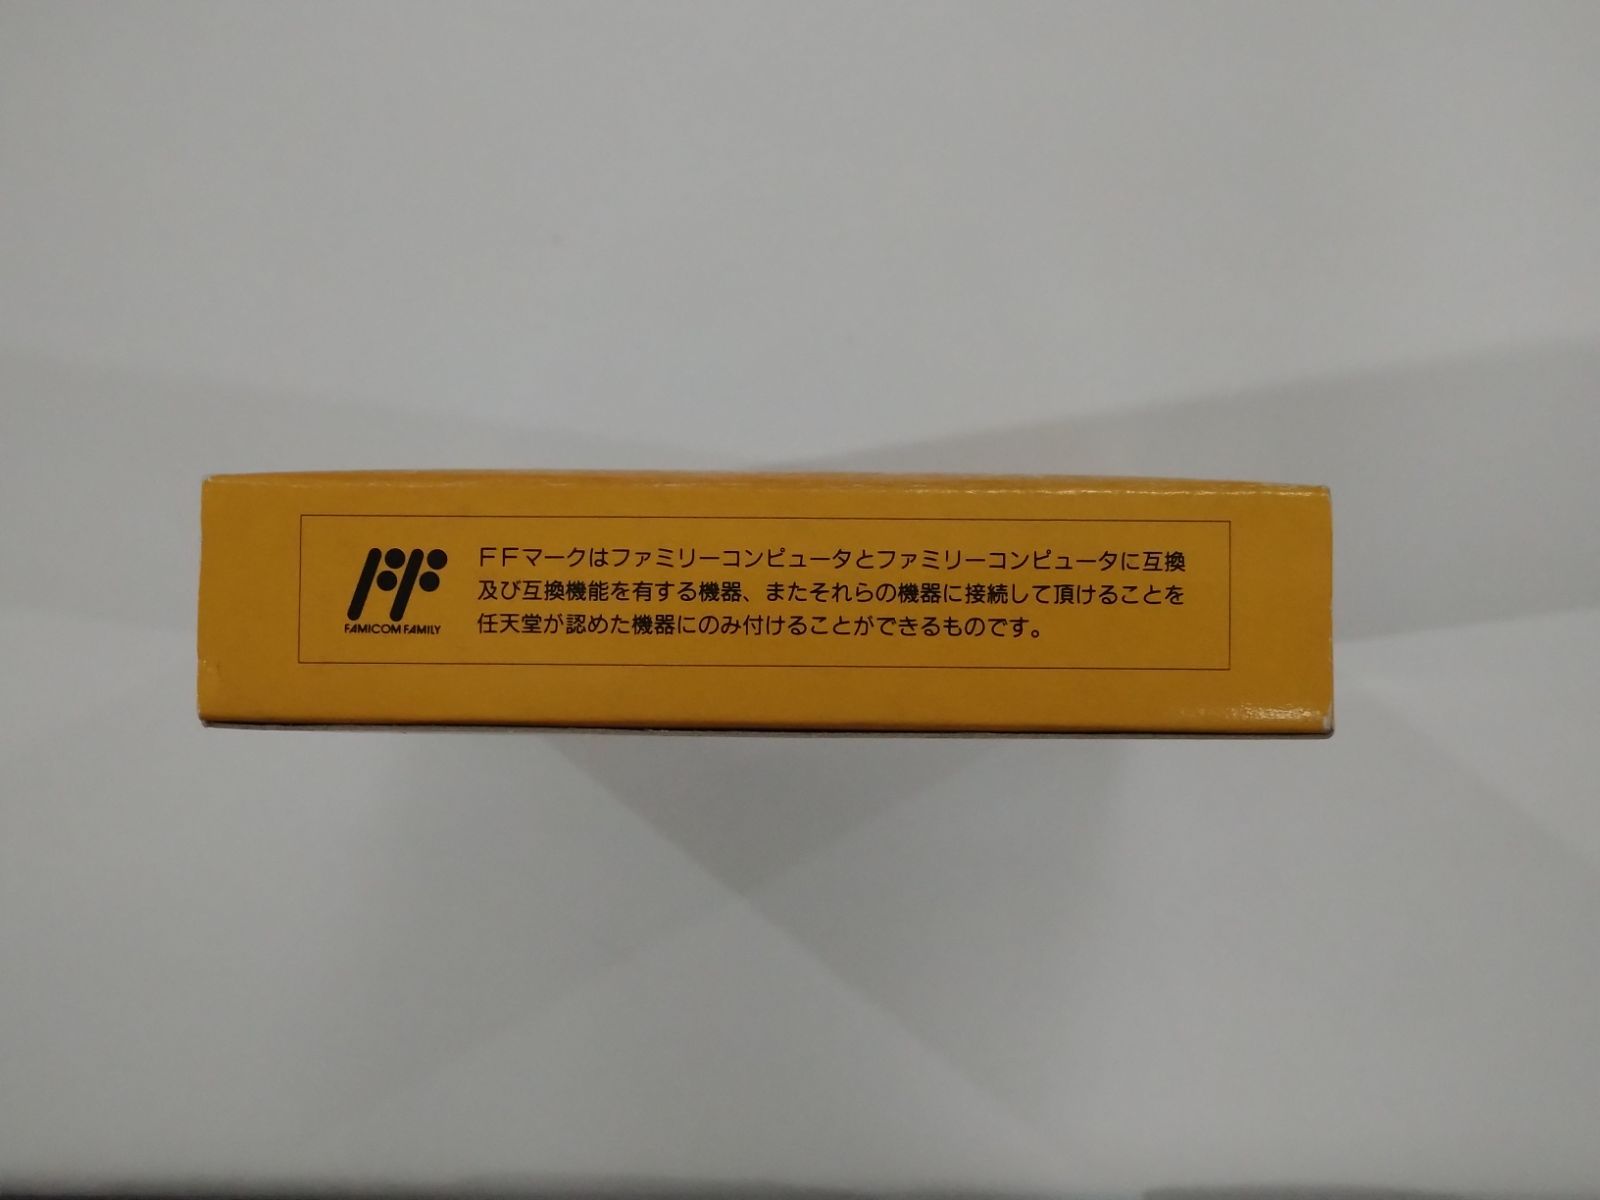 FFマークはファミリーコンピュータとファミリーコンピュータに互換
及び互換機能を有する機器、またそれらの機器に接続して頂けることを
任天堂が認めた機器にのみ付けることができるものです。
FF
FAMICOM FAMILY